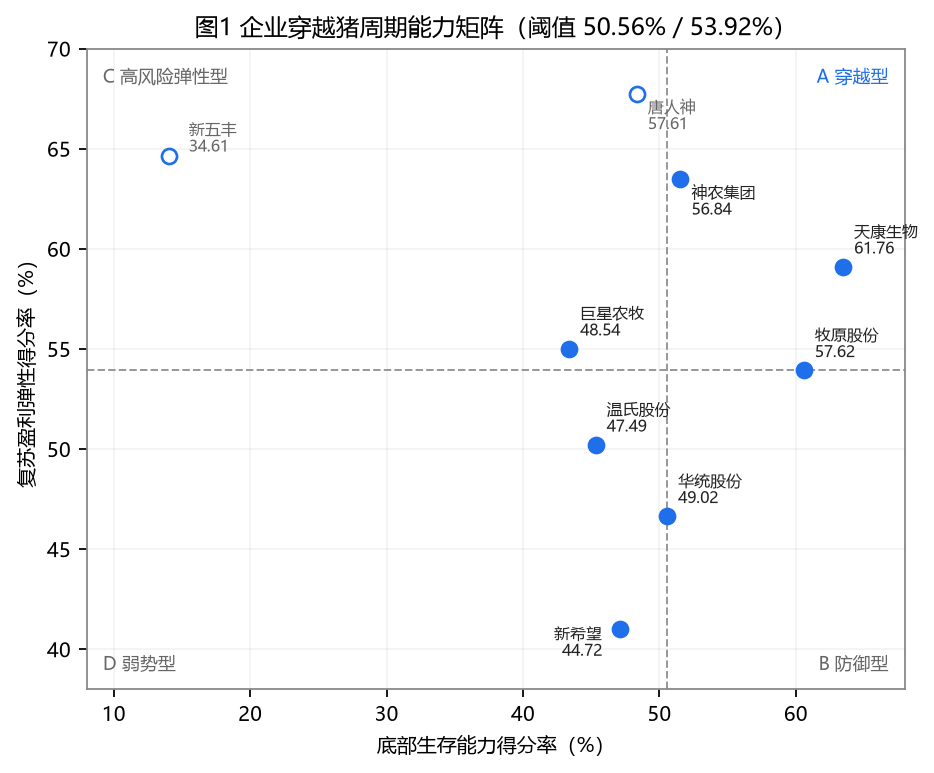 图1 企业穿越猪周期能力矩阵（阈值 50.56% / 53.92%）
70
C 高风险弹性型
A 穿越型
唐人神
57.61
新五丰
34.61
65
神农集团
56.84
天康生物
61.76
60
巨星农牧
48.54
55
牧原股份
57.62
温氏股份
47.49
50
华统股份
49.02
45
新希望
44.72
40
D 弱势型
B 防御型
复苏盈利弹性得分率（%）
10
20
30
40
50
60
底部生存能力得分率（%）